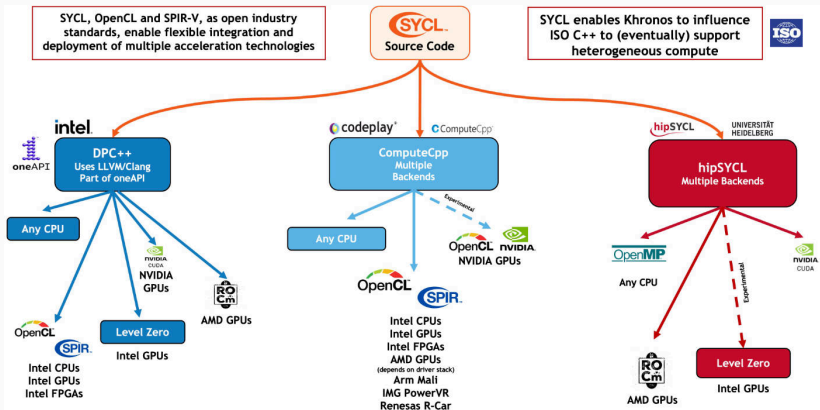 SYCL, OpenCL and SPIR-V, as open industry
standards, enable flexible integration and
deployment of multiple acceleration technologies
SYCL™
Source Code
SYCL enables Khronos to influence
ISO C++ to (eventually) support
heterogeneous compute
ISO
intel.
oneAPI
DPC++
Uses LLVM/Clang
Part of oneAPI
Any CPU
NVIDIA
CUDA
NVIDIA
GPUs
ROCm
AMD GPUs
OpenCL
SPIR™
Intel CPUs
Intel GPUs
Intel FPGAs
Level Zero
Intel GPUs
codeplay®
ComputeCpp™
ComputeCpp
Multiple
Backends
Any CPU
Experimental
OpenCL
NVIDIA.
NVIDIA GPUs
OpenCL
SPIR™
Intel CPUs
Intel GPUs
Intel FPGAs
AMD GPUs
(depends on driver stack)
Arm Mali
IMG PowerVR
Renesas R-Car
hipSYCL
UNIVERSITÄT
HEIDELBERG
hipSYCL
Multiple Backends
OpenMP
Any CPU
Experimental
NVIDIA
CUDA
ROCm
AMD GPUs
Level Zero
Intel GPUs